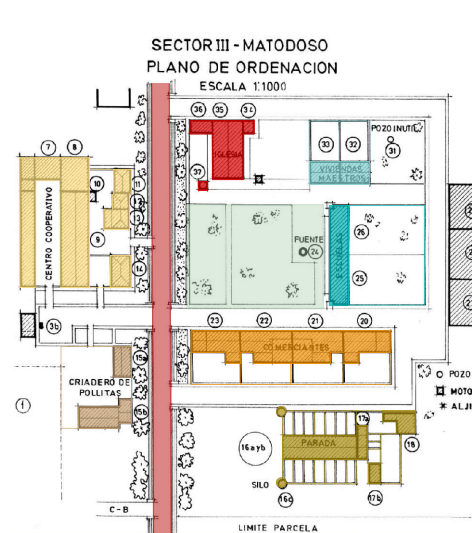 SECTOR III - MATODOSO
PLANO DE ORDENACION
ESCALA 1:1000
36 35 34
IGLESIA
37
33 32
VIVIENDAS
MAESTROS
POZO INUTIL
31
7 8
10
11
12
13
9
14
CENTRO COOPERATIVO
3b
FUENTE
24
ESCUELAS
26
25
23 22 21 20
COMERCIANTES
15a
CRIADERO DE
POLLITAS
15b
1
POZO
MOTO
ALJI
17a
PARADA
18
16ayb
SILO
16c
17b
C-B
LIMITE PARCELA